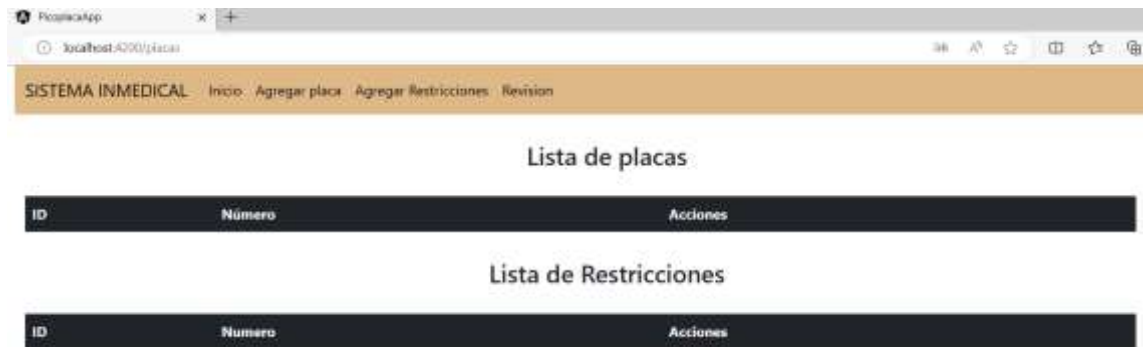 PicoplacaApp
localhost:4200/placas
SISTEMA INMEDICAL Inicio Agregar placa Agregar Restricciones Revision
Lista de placas
ID Número Acciones
Lista de Restricciones
ID Numero Acciones